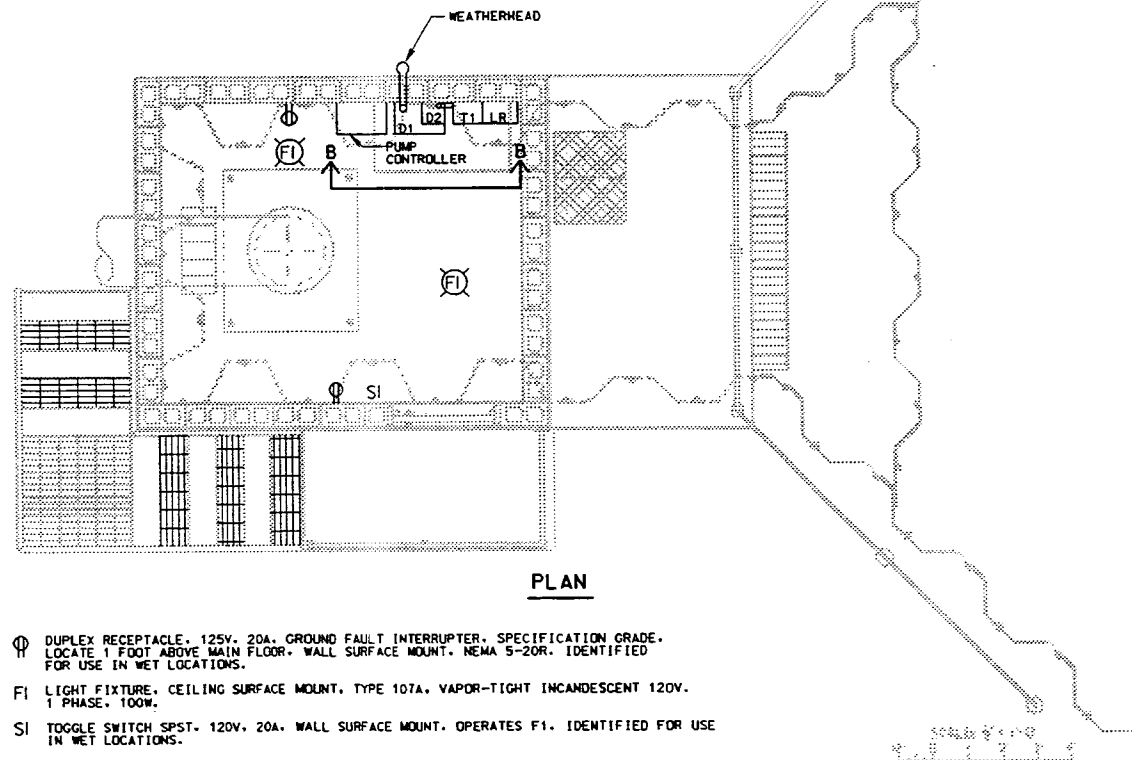 WEATHERHEAD
D1
D2
T1
LR
PUMP
CONTROLLER
F1
B
B
F1
S1
PLAN
DUPLEX RECEPTACLE, 125V, 20A, GROUND FAULT INTERRUPTER, SPECIFICATION GRADE.
LOCATE 1 FOOT ABOVE MAIN FLOOR, WALL SURFACE MOUNT, NEMA 5-20R, IDENTIFIED
FOR USE IN WET LOCATIONS.
F1 LIGHT FIXTURE, CEILING SURFACE MOUNT, TYPE 107A, VAPOR-TIGHT INCANDESCENT 120V,
1 PHASE, 100W.
S1 TOGGLE SWITCH SPST, 120V, 20A, WALL SURFACE MOUNT, OPERATES F1, IDENTIFIED FOR USE
IN WET LOCATIONS.